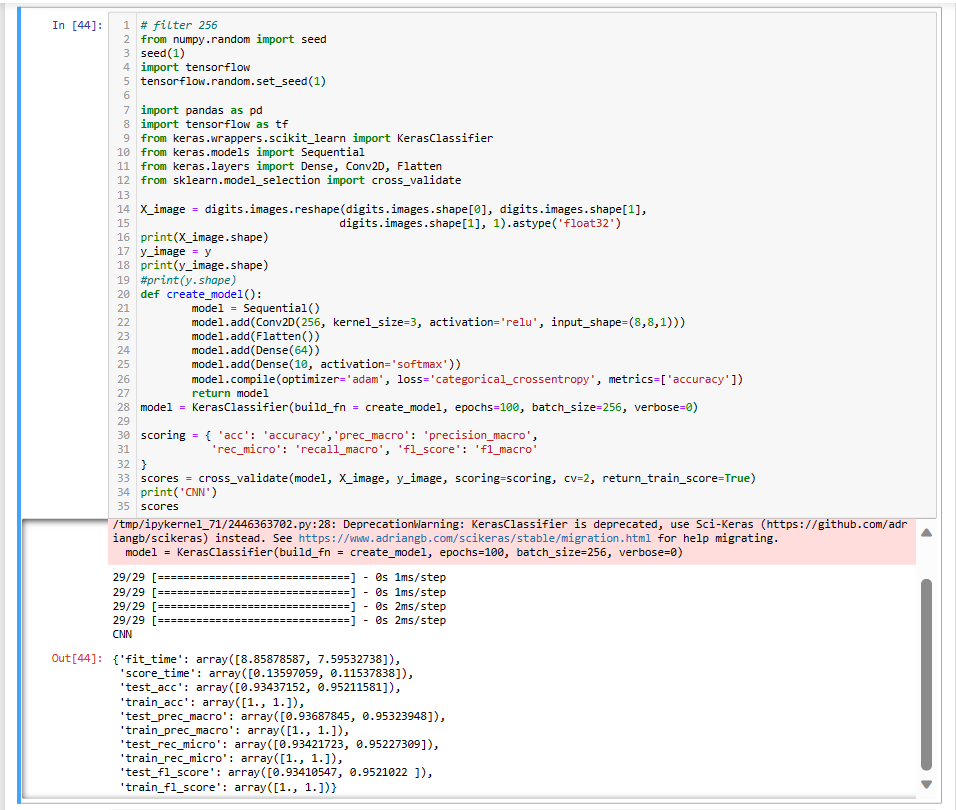 In [44]:
1 # filter 256
2 from numpy.random import seed
3 seed(1)
4 import tensorflow
5 tensorflow.random.set_seed(1)
6
7 import pandas as pd
8 import tensorflow as tf
9 from keras.wrappers.scikit_learn import KerasClassifier
10 from keras.models import Sequential
11 from keras.layers import Dense, Conv2D, Flatten
12 from sklearn.model_selection import cross_validate
13
14 X_image = digits.images.reshape(digits.images.shape[0], digits.images.shape[1],
15                                digits.images.shape[1], 1).astype('float32')
16 print(X_image.shape)
17 y_image = y
18 print(y_image.shape)
19 #print(y.shape)
20 def create_model():
21         model = Sequential()
22         model.add(Conv2D(256, kernel_size=3, activation='relu', input_shape=(8,8,1)))
23         model.add(Flatten())
24         model.add(Dense(64))
25         model.add(Dense(10, activation='softmax'))
26         model.compile(optimizer='adam', loss='categorical_crossentropy', metrics=['accuracy'])
27         return model
28 model = KerasClassifier(build_fn = create_model, epochs=100, batch_size=256, verbose=0)
29
30 scoring = { 'acc': 'accuracy','prec_macro': 'precision_macro',
31            'rec_micro': 'recall_macro', 'fl_score': 'f1_macro'
32 }
33 scores = cross_validate(model, X_image, y_image, scoring=scoring, cv=2, return_train_score=True)
34 print('CNN')
35 scores
/tmp/ipykernel_71/2446363702.py:28: DeprecationWarning: KerasClassifier is deprecated, use Sci-Keras (https://github.com/adr
iangb/scikeras) instead. See https://www.adriangb.com/scikeras/stable/migration.html for help migrating.
  model = KerasClassifier(build_fn = create_model, epochs=100, batch_size=256, verbose=0)
29/29 [==============================] - 0s 1ms/step
29/29 [==============================] - 0s 1ms/step
29/29 [==============================] - 0s 2ms/step
29/29 [==============================] - 0s 2ms/step
CNN
Out[44]: {'fit_time': array([8.85878587, 7.59532738]),
 'score_time': array([0.13597059, 0.11537838]),
 'test_acc': array([0.93437152, 0.95211581]),
 'train_acc': array([1., 1.]),
 'test_prec_macro': array([0.93687845, 0.95323948]),
 'train_prec_macro': array([1., 1.]),
 'test_rec_micro': array([0.93421723, 0.95227309]),
 'train_rec_micro': array([1., 1.]),
 'test_fl_score': array([0.93410547, 0.9521022 ]),
 'train_fl_score': array([1., 1.])}